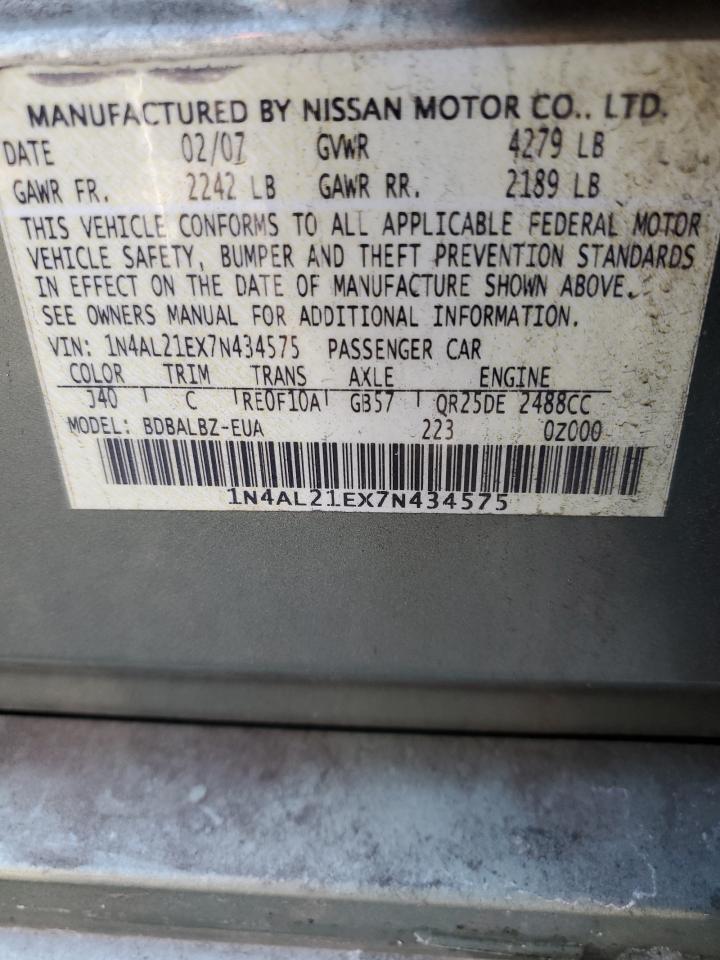 MANUFACTURED BY NISSAN MOTOR CO., LTD.
DATE 02/07 GVWR 4279 LB
GAWR FR. 2242 LB GAWR RR. 2189 LB
THIS VEHICLE CONFORMS TO ALL APPLICABLE FEDERAL MOTOR
VEHICLE SAFETY, BUMPER AND THEFT PREVENTION STANDARDS
IN EFFECT ON THE DATE OF MANUFACTURE SHOWN ABOVE.
SEE OWNERS MANUAL FOR ADDITIONAL INFORMATION.
VIN: 1N4AL21EX7N434575 PASSENGER CAR
COLOR TRIM TRANS AXLE ENGINE
J40 C RE0F10A G357 QR25DE 2488CC
MODEL: BDBALBZ-EUA 223 0Z000
1N4AL21EX7N434575